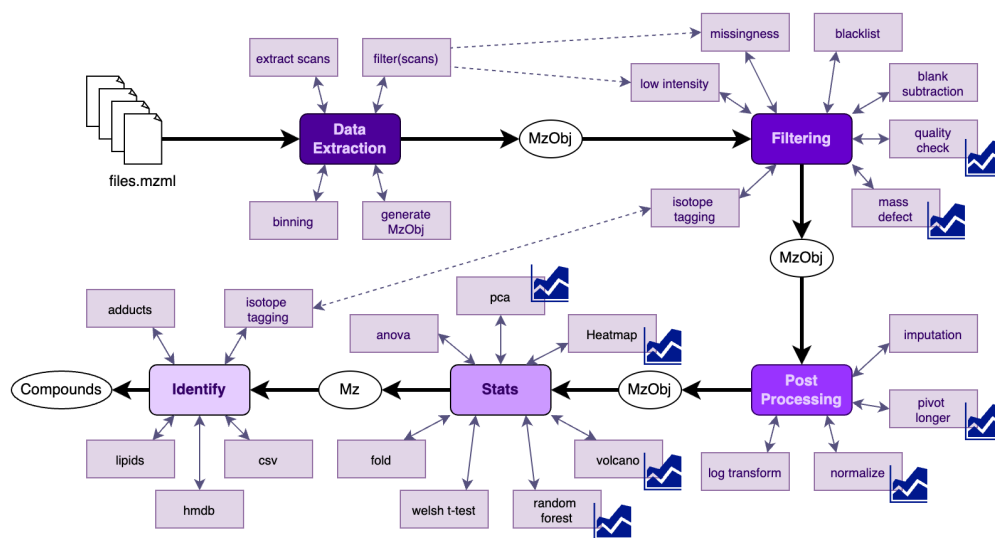 missingness
blacklist
extract scans
filter(scans)
low intensity
blank
subtraction
Data
Extraction
MzObj
Filtering
quality
check
files.mzml
binning
generate
MzObj
isotope
tagging
mass
defect
MzObj
adducts
isotope
tagging
pca
anova
Heatmap
imputation
Compounds
Identify
Mz
Stats
MzObj
Post
Processing
pivot
longer
lipids
csv
fold
volcano
log transform
normalize
hmdb
welsh t-test
random
forest